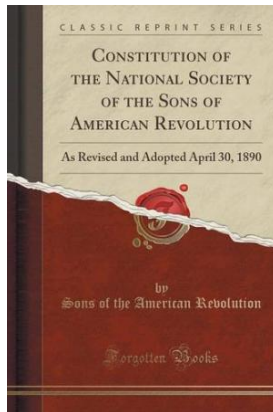 CLASSIC REPRINT SERIES
CONSTITUTION OF
THE NATIONAL SOCIETY
OF THE SONS OF
AMERICAN REVOLUTION
As Revised and Adopted April 30, 1890
by
Sons of the American Revolution
Forgotten Books